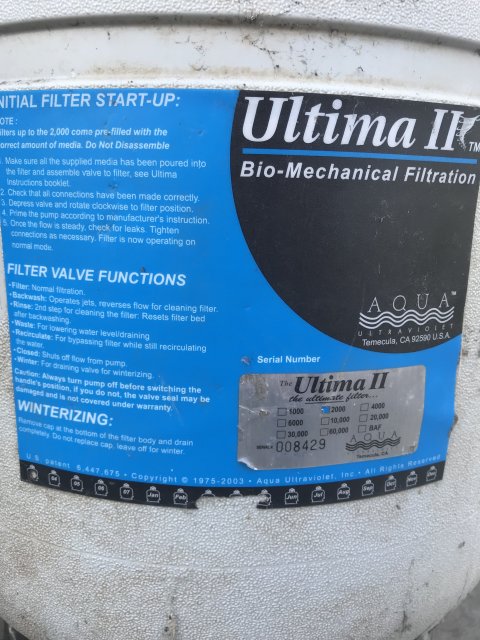 NITIAL FILTER START-UP:
NOTE :
ilters up to the 2,000 come pre-filled with the
orrect amount of media. Do Not Disassemble
1. Make sure all the supplied media has been poured into
the filter and assemble valve to filter, see Ultima
Instructions booklet.
2. Check that all connections have been made correctly.
3. Depress valve and rotate clockwise to filter position.
4. Prime the pump according to manufacturer's instruction.
5. Once the flow is steady, check for leaks. Tighten
connections as necessary. Filter is now operating on
normal mode.
FILTER VALVE FUNCTIONS
•Filter: Normal filtration.
•Backwash: Operates jets, reverses flow for cleaning filter.
•Rinse: 2nd step for cleaning the filter. Resets filter bed
after backwashing.
•Waste: For lowering water level/draining
•Recirculate: For bypassing filter while still recirculating
the water.
•Closed: Shuts off flow from pump.
•Winter: For draining valve for winterizing.
Caution: Always turn pump off before switching the
handle's position, if you do not, the valve seal may be
damaged and is not covered under warranty.
WINTERIZING:
Remove cap at the bottom of the filter body and drain
completely. Do not replace cap, leave off for winter.
Ultima II TM
Bio-Mechanical Filtration
AQUA TM
ULTRAVIOLET
Temecula, CA 92590 U.S.A.
Serial Number
The Ultima II
the ultimate filter...
1000 2000 4000
6000 10,000 20,000
30,000 60,000 BAF
SERIAL# 008429
AQUA
Temecula, CA.
U.S. patent 6,447,675 • Copyright © 1975-2003 • Aqua Ultraviolet, Inc • All Rights Reserved
04 05 06 07 Jan Feb Jun Jul Aug Sep Oct Nov Dec